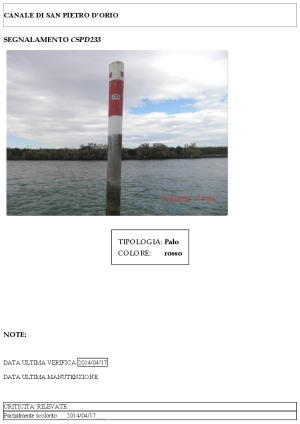 CANALE DI SAN PIETRO D'ORIO
SEGNALAMENTO CSPD233
TIPOLOGIA: Palo
COLORE: rosso
NOTE:
DATA ULTIMA VERIFICA 2014/04/17
DATA ULTIMA MANUTENZIONE
CRITICITA' RILEVATE
Parzialmente scolorito 2014/04/17